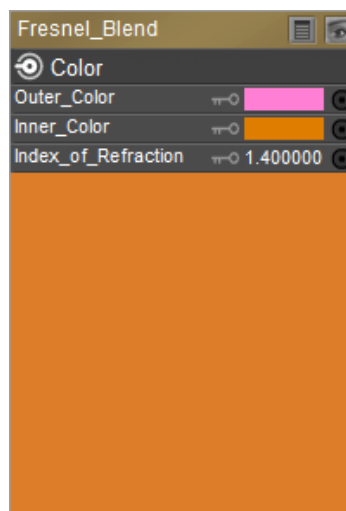 Fresnel_Blend
Color
Outer_Color
Inner_Color
Index_of_Refraction 1.400000